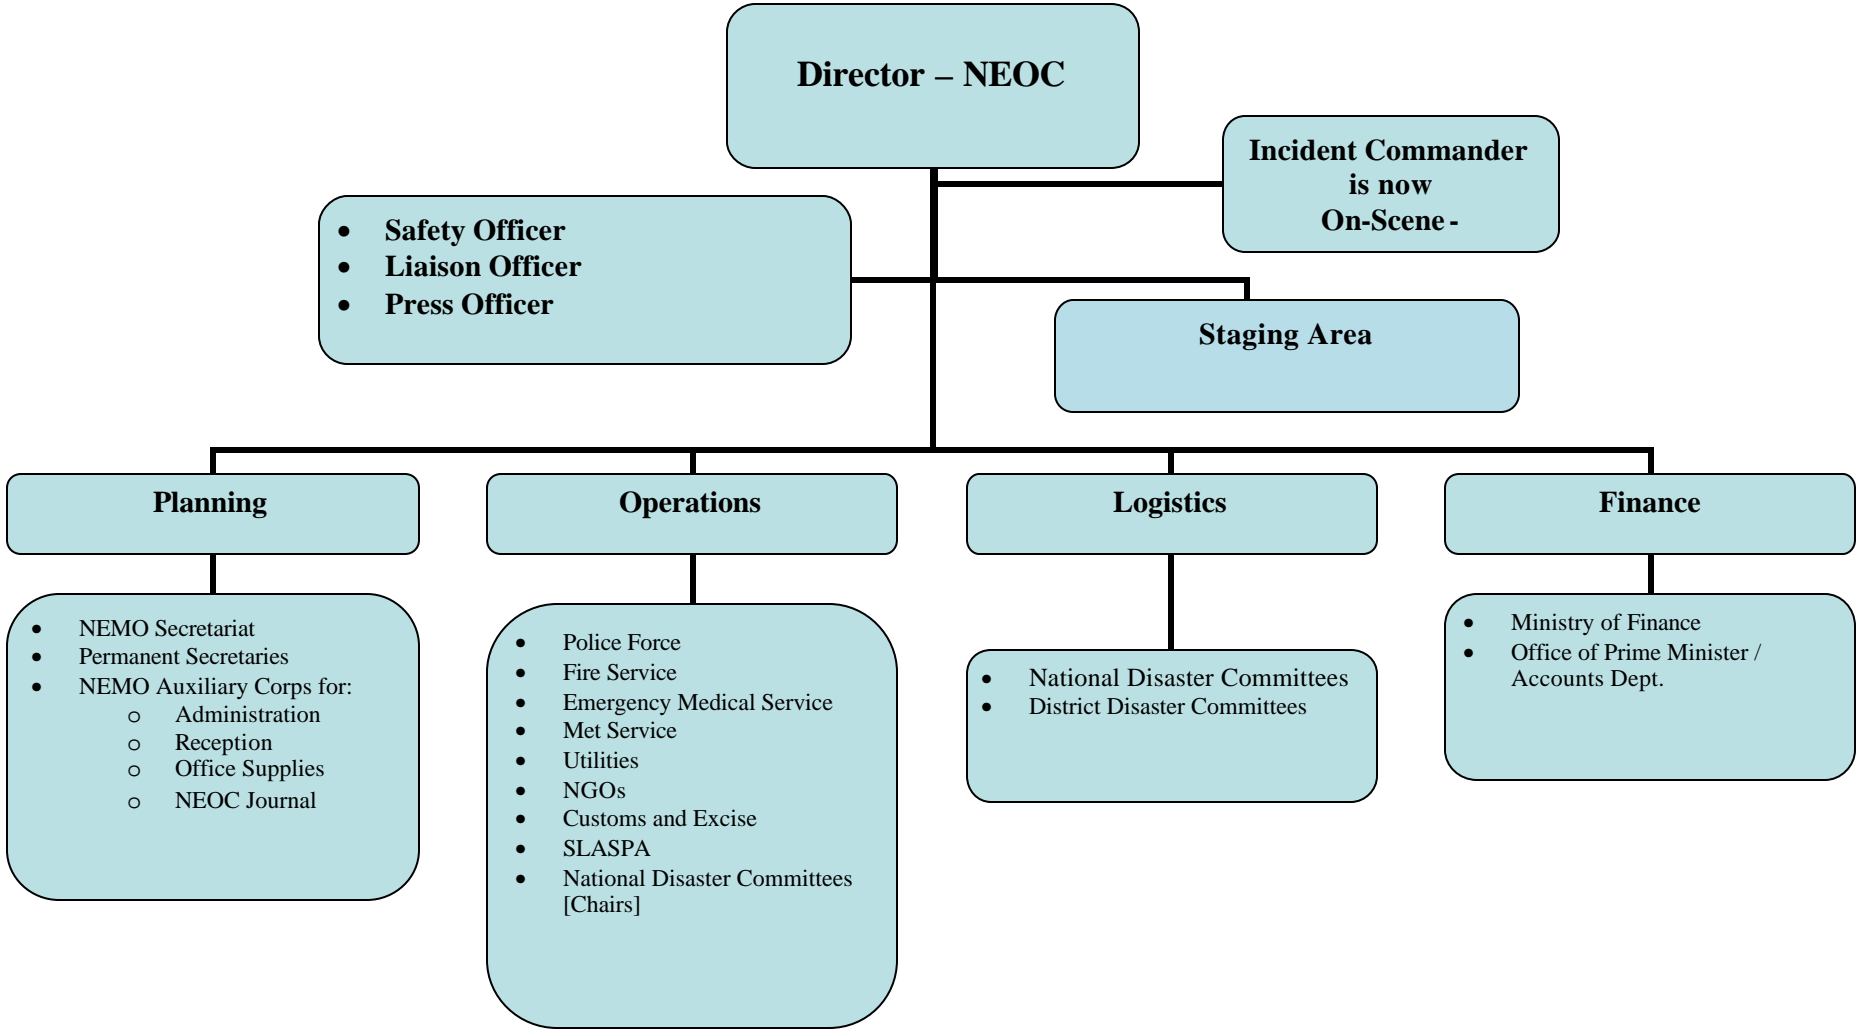 Director – NEOC
Incident Commander
is now
On-Scene -
• Safety Officer
• Liaison Officer
• Press Officer
Staging Area
Planning
Operations
Logistics
Finance
• NEMO Secretariat
• Permanent Secretaries
• NEMO Auxiliary Corps for:
o Administration
o Reception
o Office Supplies
o NEOC Journal
• Police Force
• Fire Service
• Emergency Medical Service
• Met Service
• Utilities
• NGOs
• Customs and Excise
• SLASPA
• National Disaster Committees
[Chairs]
• National Disaster Committees
• District Disaster Committees
• Ministry of Finance
• Office of Prime Minister /
Accounts Dept.